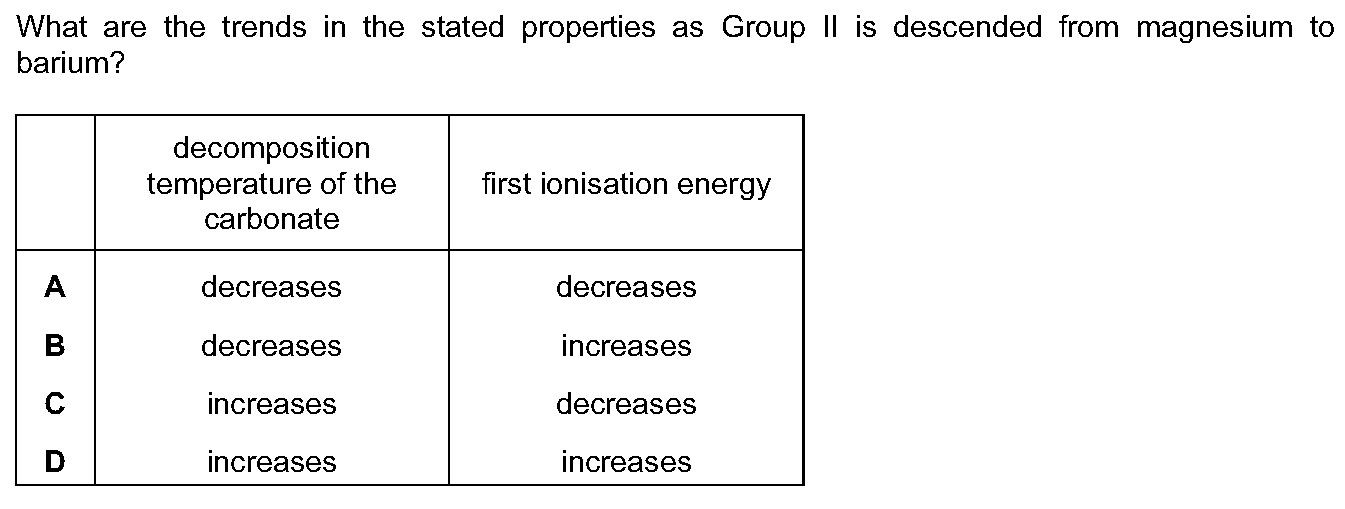 What are the trends in the stated properties as Group II is descended from magnesium to
barium?
decomposition
temperature of the
carbonate
first ionisation energy
A decreases decreases
B decreases increases
C increases decreases
D increases increases